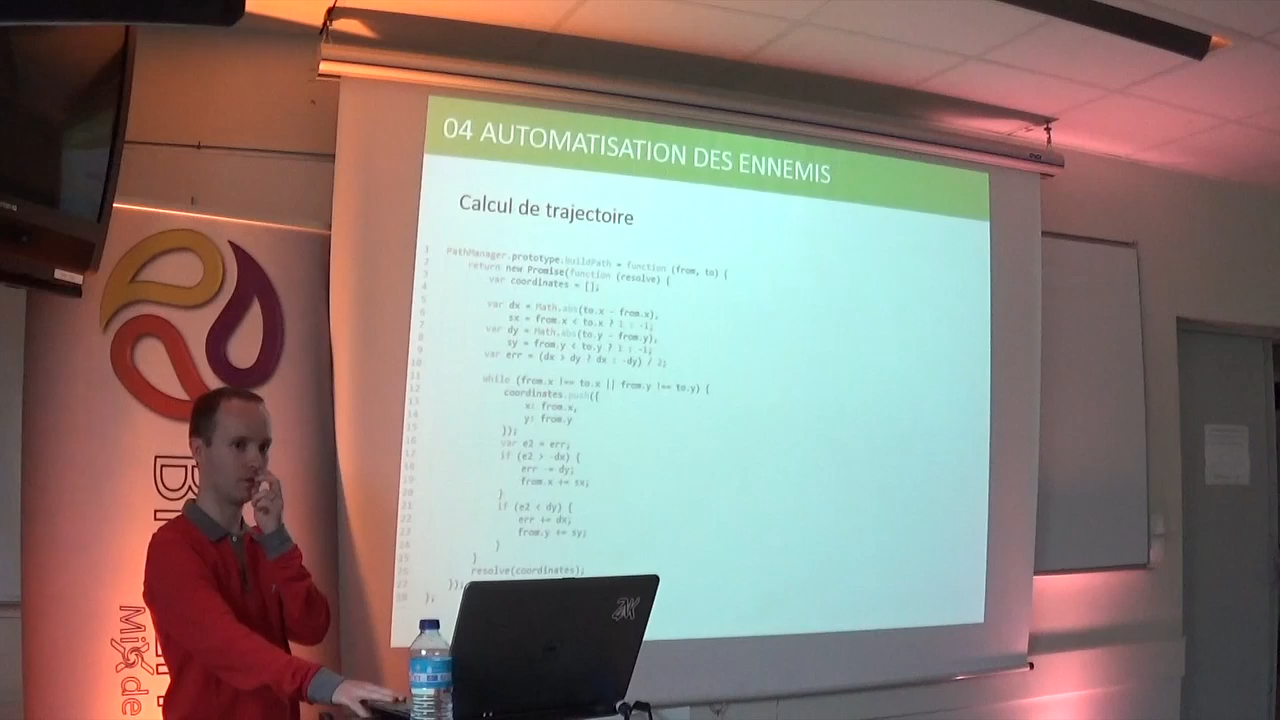 04 AUTOMATISATION DES ENNEMIS
Calcul de trajectoire
PathManager.prototype.buildPath = function (from, to) {
return new Promise(function (resolve) {
var coordinates = [];
var dx = Math.abs(to.x - from.x),
sx = from.x < to.x ? 1 : -1;
var dy = Math.abs(to.y - from.y),
sy = from.y < to.y ? 1 : -1;
var err = (dx > dy ? dx : -dy) / 2;
while (from.x !== to.x || from.y !== to.y) {
coordinates.push({
x: from.x,
y: from.y
});
var e2 = err;
if (e2 > -dx) {
err -= dy;
from.x += sx;
}
if (e2 < dy) {
err += dx;
from.y += sy;
}
}
resolve(coordinates);
});
};
Mix de